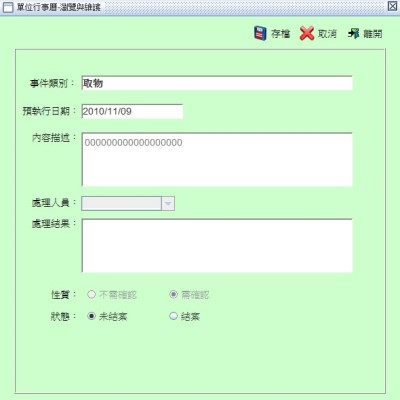 單位行事曆-瀏覽與維護
存檔 取消 離開
事件類別： 取物
預執行日期： 2010/11/09
內容描述： 000000000000000000
處理人員：
處理結果：
性質： 不需確認 需確認
狀態： 未結案 結案